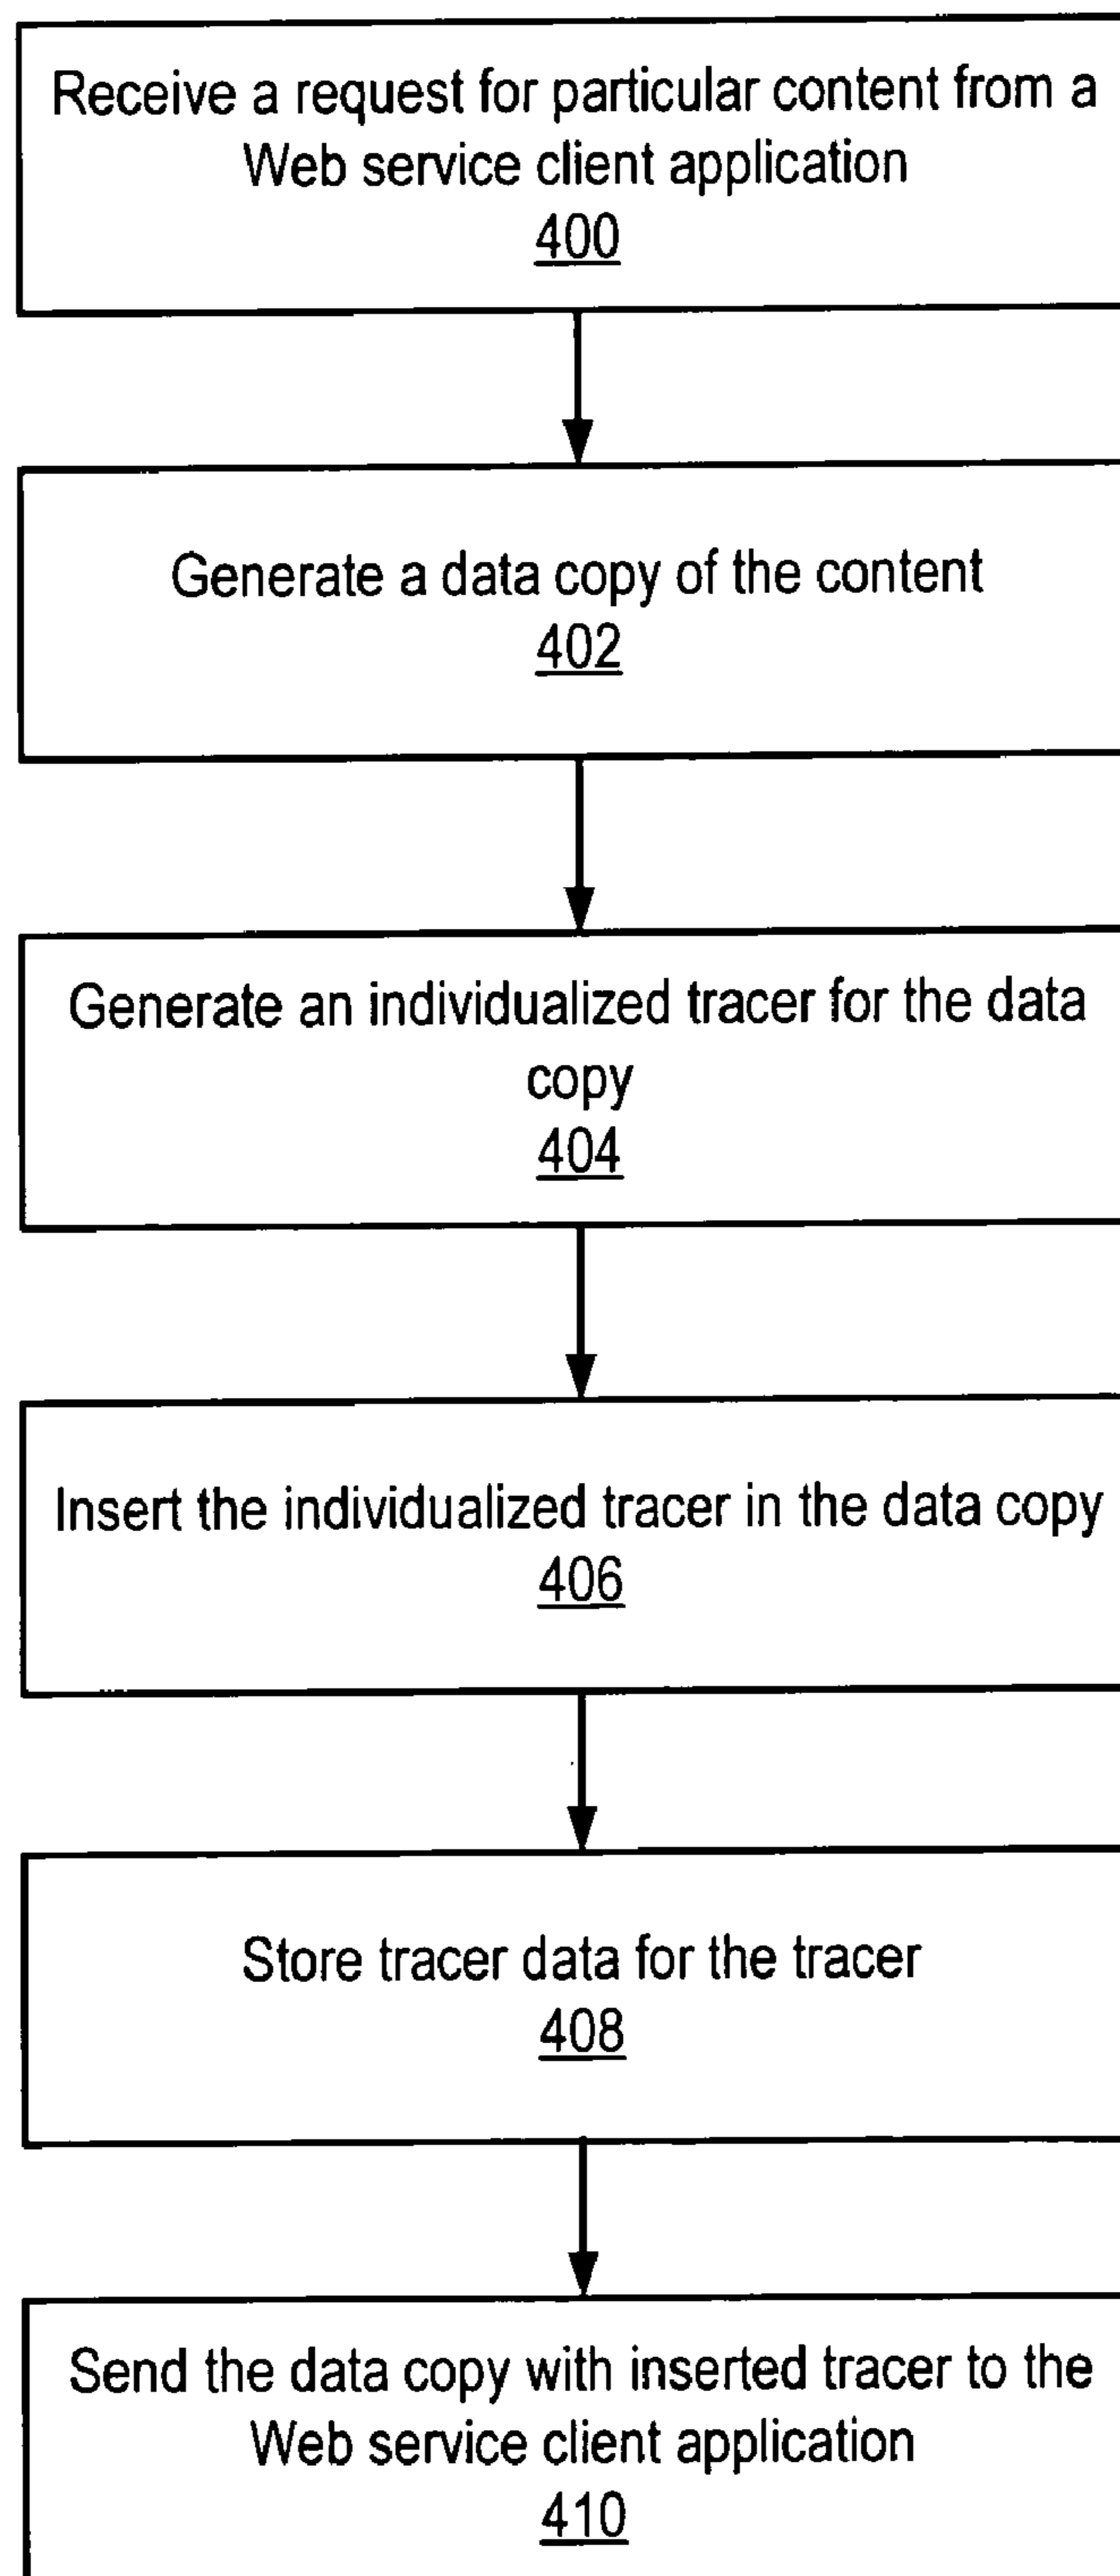 Receive a request for particular content from a
Web service client application
400
Generate a data copy of the content
402
Generate an individualized tracer for the data
copy
404
Insert the individualized tracer in the data copy
406
Store tracer data for the tracer
408
Send the data copy with inserted tracer to the
Web service client application
410